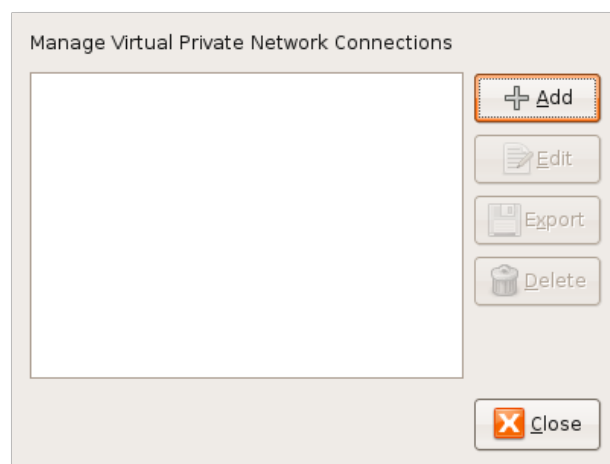 Manage Virtual Private Network Connections
Add
Edit
Export
Delete
Close